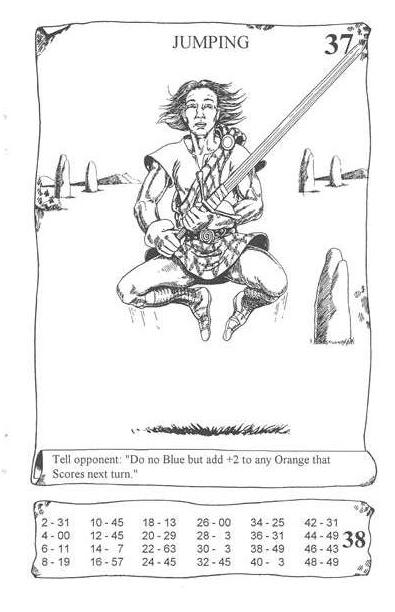 JUMPING 37
Tell opponent: "Do no Blue but add +2 to any Orange that
Scores next turn."
2 - 31 10 - 45 18 - 13 26 - 00 34 - 25 42 - 31
4 - 00 12 - 45 20 - 29 28 - 3 36 - 31 44 - 49
6 - 11 14 - 7 22 - 63 30 - 3 38 - 49 46 - 43
8 - 19 16 - 57 24 - 45 32 - 45 40 - 3 48 - 49
38